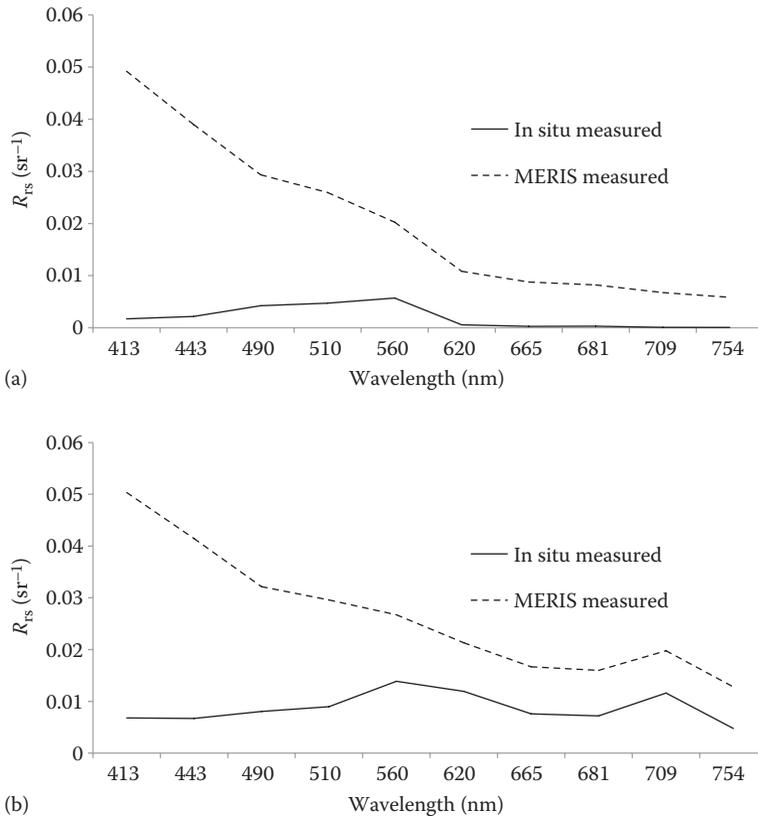 0.06
0.05
0.04
0.03
0.02
0.01
0
R_rs (sr⁻¹)
In situ measured
MERIS measured
413 443 490 510 560 620 665 681 709 754
Wavelength (nm)
(a)
0.06
0.05
0.04
0.03
0.02
0.01
0
R_rs (sr⁻¹)
In situ measured
MERIS measured
413 443 490 510 560 620 665 681 709 754
Wavelength (nm)
(b)